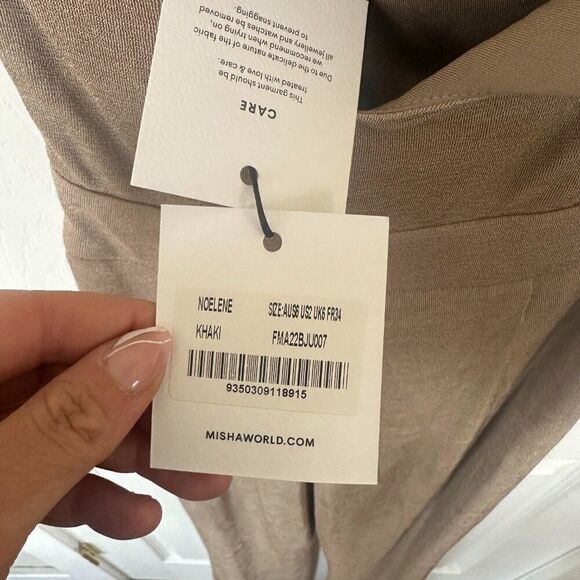 CARE
This garment should be
treated with love & care.
Due to the delicate nature of the fabric
we recommend when trying on,
all jewellery and watches be removed
to prevent snagging.
NOELENE SIZE:AUS6 US2 UK6 FR34
KHAKI FMA22BJU007
9350309118915
MISHAWORLD.COM